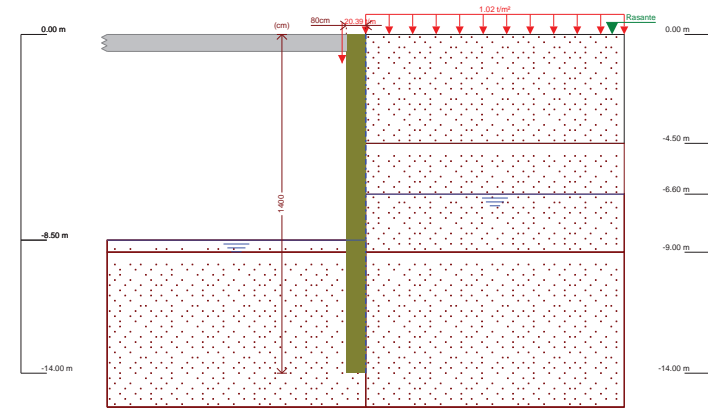 1.02 t/m²
80cm
20.39 t/m
Rasante
0.00 m
(cm)
0.00 m
-4.50 m
-6.60 m
1400
-8.50 m
-9.00 m
-14.00 m
-14.00 m